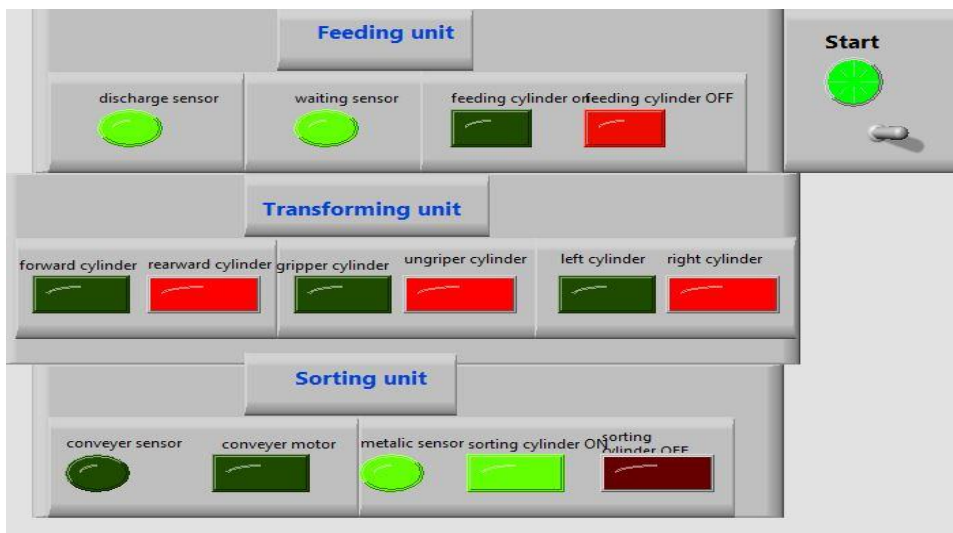 Feeding unit
Start
discharge sensor
waiting sensor
feeding cylinder on
feeding cylinder OFF
Transforming unit
forward cylinder
rearward cylinder
gripper cylinder
ungriper cylinder
left cylinder
right cylinder
Sorting unit
conveyer sensor
conveyer motor
metalic sensor
sorting cylinder ON
sorting
cylinder OFF